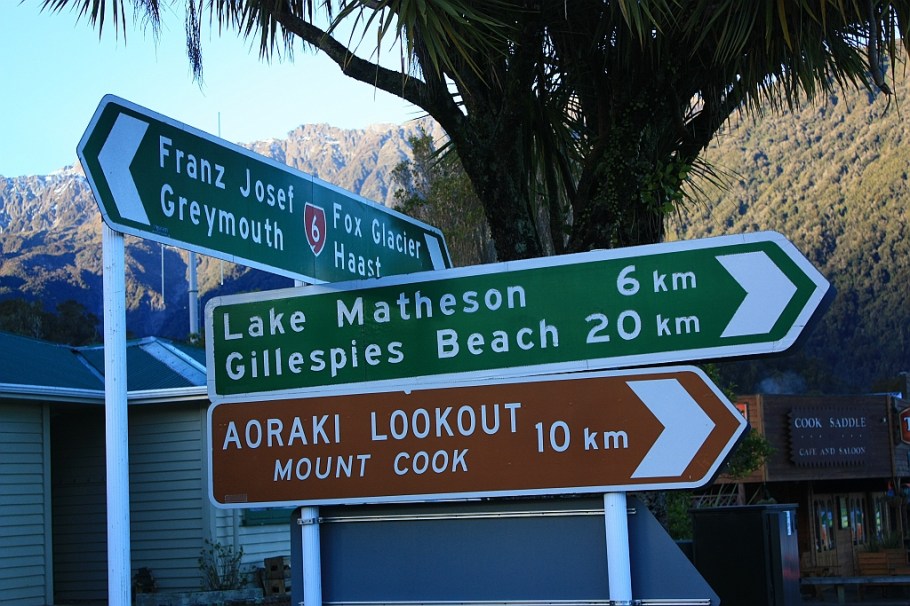 Franz Josef
Greymouth
6
Fox Glacier
Haast
Lake Matheson 6 km
Gillespies Beach 20 km
AORAKI LOOKOUT 10 km
MOUNT COOK
COOK SADDLE
CAFE AND SALOON